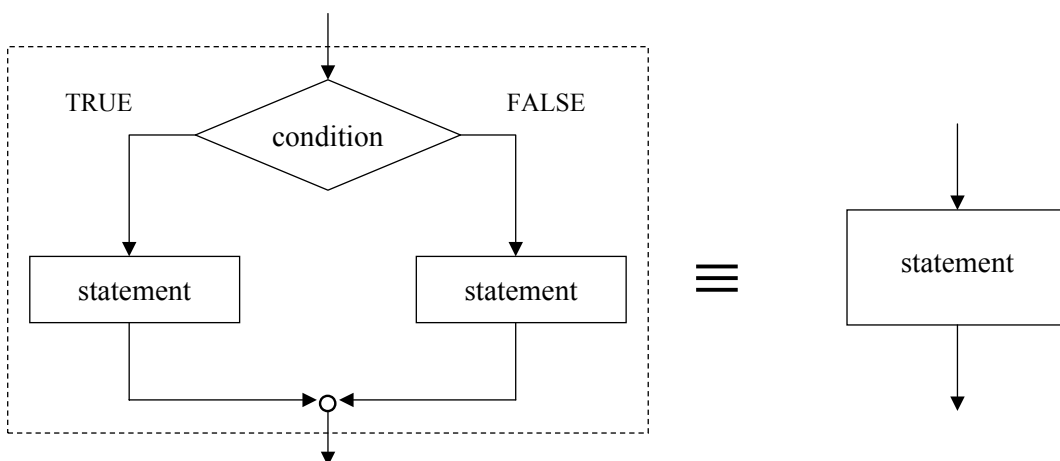 TRUE
FALSE
condition
statement
statement
≡
statement